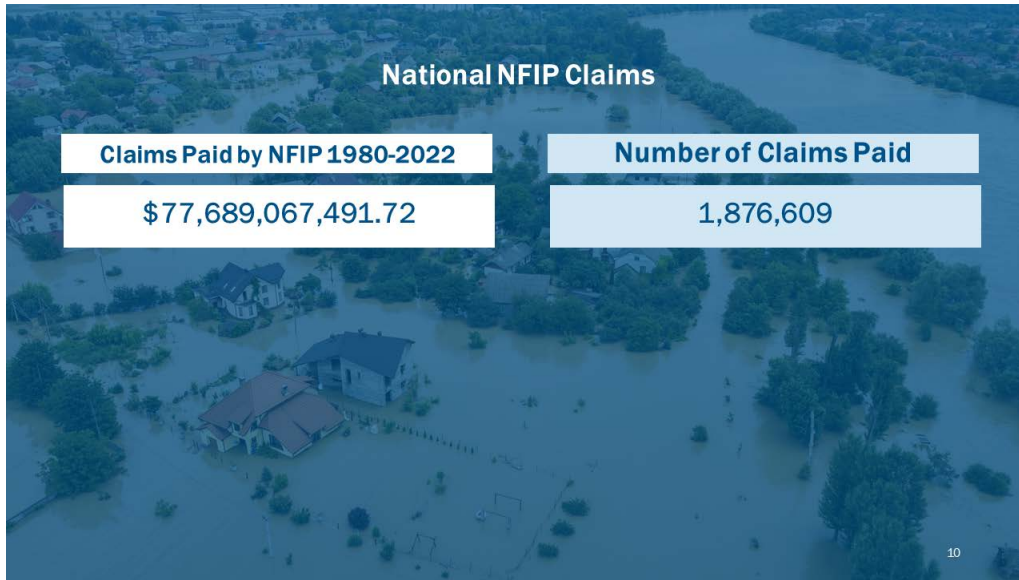 National NFIP Claims
Claims Paid by NFIP 1980-2022
Number of Claims Paid
$77,689,067,491.72
1,876,609
10